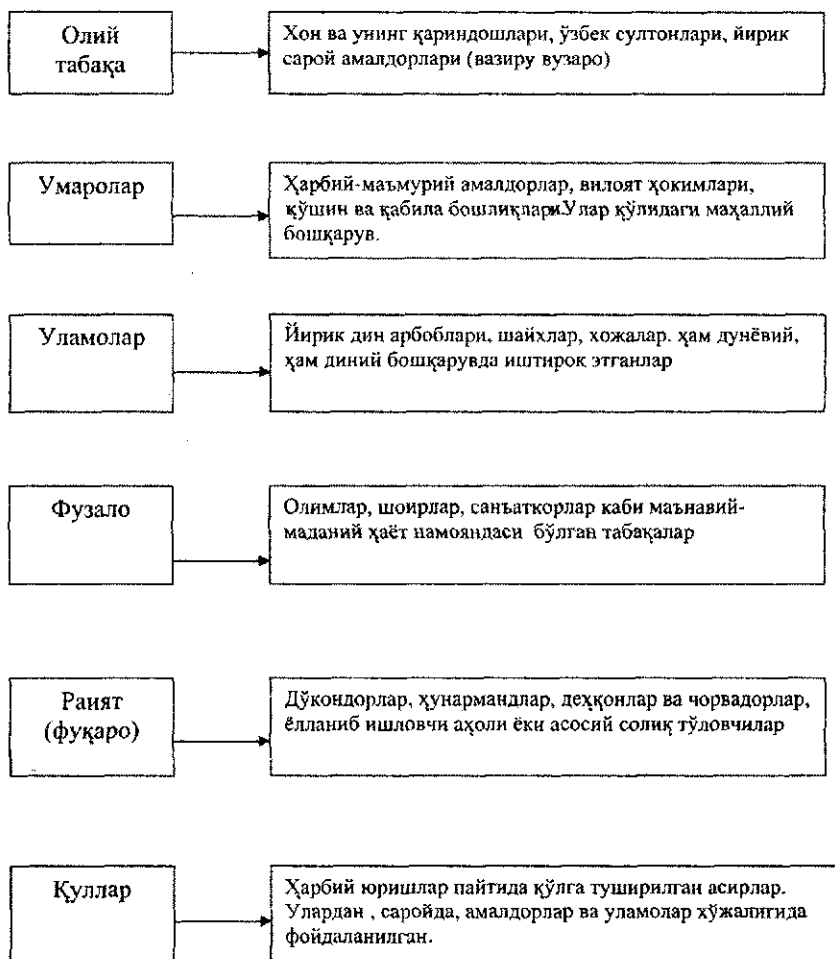 Олий
табақа
Хон ва унинг қариндошлари, ўзбек султонлари, йирик
сарой амалдорлари (вазиру вузаро)
Умаролар
Ҳарбий-маъмурий амалдорлар, вилоят ҳокимлари,
қўшин ва қабила бошлиқлари.Улар қўлидаги маҳаллий
бошқарув.
Уламолар
Йирик дин арбоблари, шайхлар, хожалар. ҳам дунёвий,
ҳам диний бошқарувда иштирок этганлар
Фузало
Олимлар, шоирлар, санъаткорлар каби маънавий-
маданий ҳаёт намояндаси бўлган табақалар
Раият
(фуқаро)
Дўкондорлар, ҳунармандлар, деҳқонлар ва чорвадорлар,
ёлланиб ишловчи аҳоли ёки асосий солиқ тўловчилар
Қуллар
Ҳарбий юришлар пайтида қўлга туширилган асирлар.
Улардан , саройда, амалдорлар ва уламолар хўжалигида
фойдаланилган.